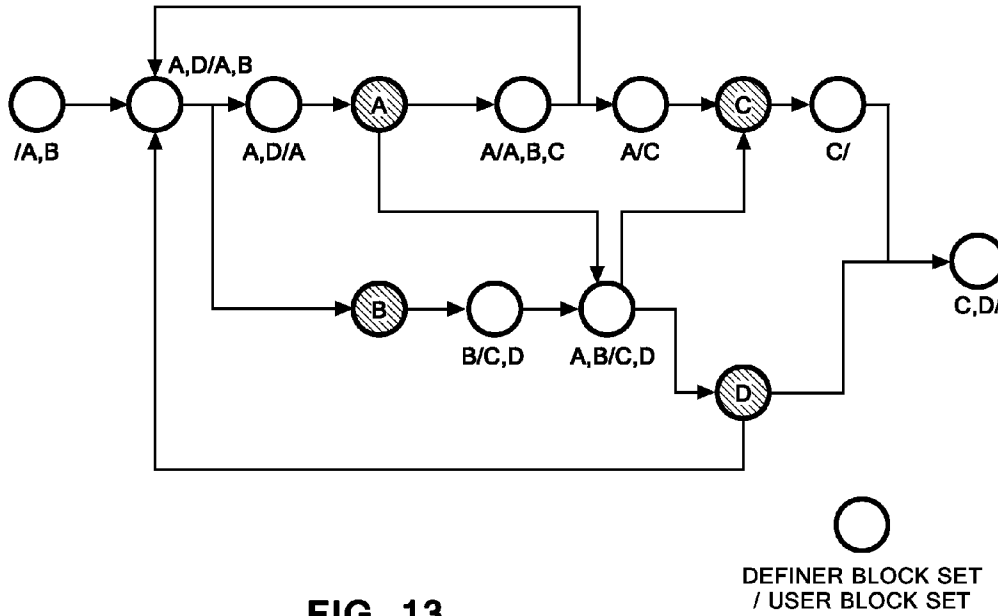 A,D/A,B
A
C
/A,B
A,D/A
A/A,B,C
A/C
C/
B
C,D/
B/C,D
A,B/C,D
D
DEFINER BLOCK SET
/ USER BLOCK SET
FIG. 13